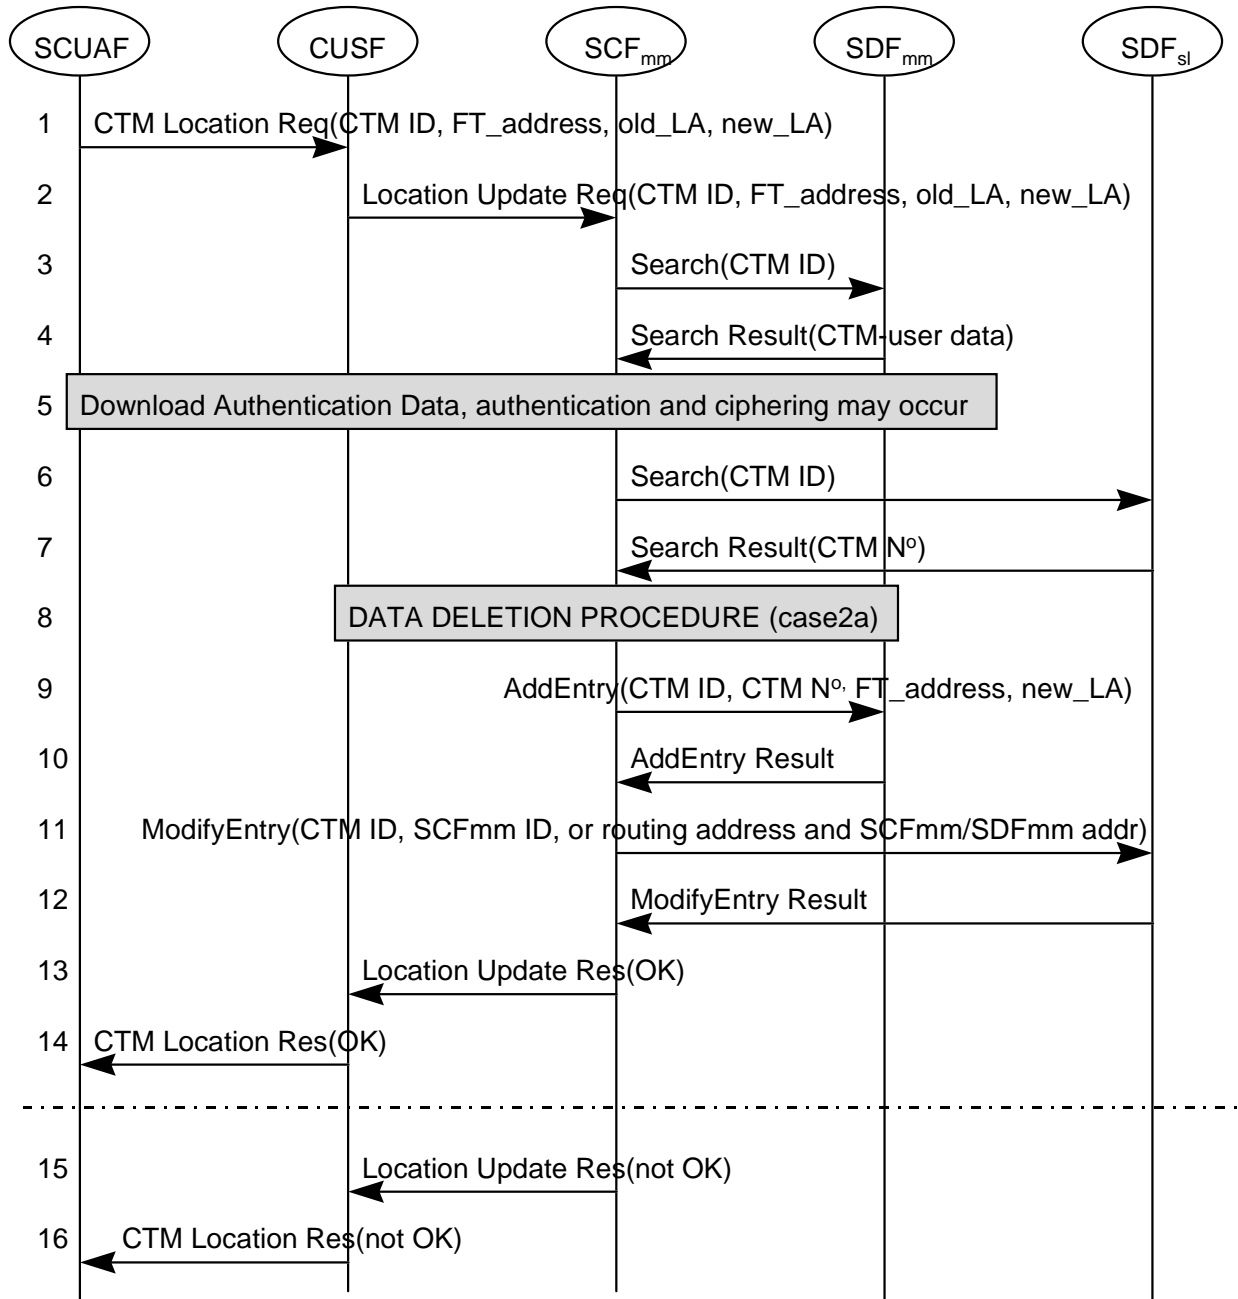 SCUAF CUSF SCFmm SDFmm SDFsl
1 CTM Location Req(CTM ID, FT_address, old_LA, new_LA)
2 Location Update Req(CTM ID, FT_address, old_LA, new_LA)
3 Search(CTM ID)
4 Search Result(CTM-user data)
5 Download Authentication Data, authentication and ciphering may occur
6 Search(CTM ID)
7 Search Result(CTM Nº)
8 DATA DELETION PROCEDURE (case2a)
9 AddEntry(CTM ID, CTM Nº, FT_address, new_LA)
10 AddEntry Result
11 ModifyEntry(CTM ID, SCFmm ID, or routing address and SCFmm/SDFmm addr)
12 ModifyEntry Result
13 Location Update Res(OK)
14 CTM Location Res(OK)
15 Location Update Res(not OK)
16 CTM Location Res(not OK)